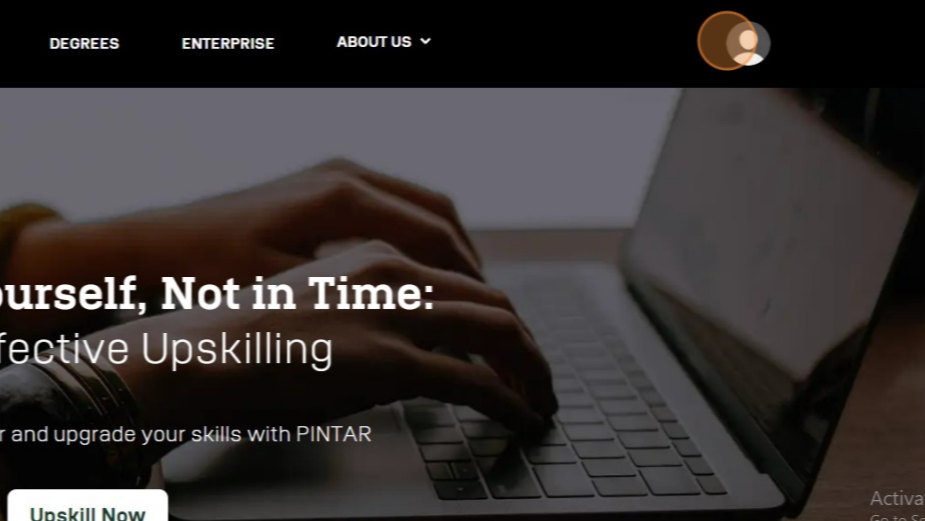 DEGREES
ENTERPRISE
ABOUT US
ourself, Not in Time:
fective Upskilling
r and upgrade your skills with PINTAR
Upskill Now
Activa
Go to Se